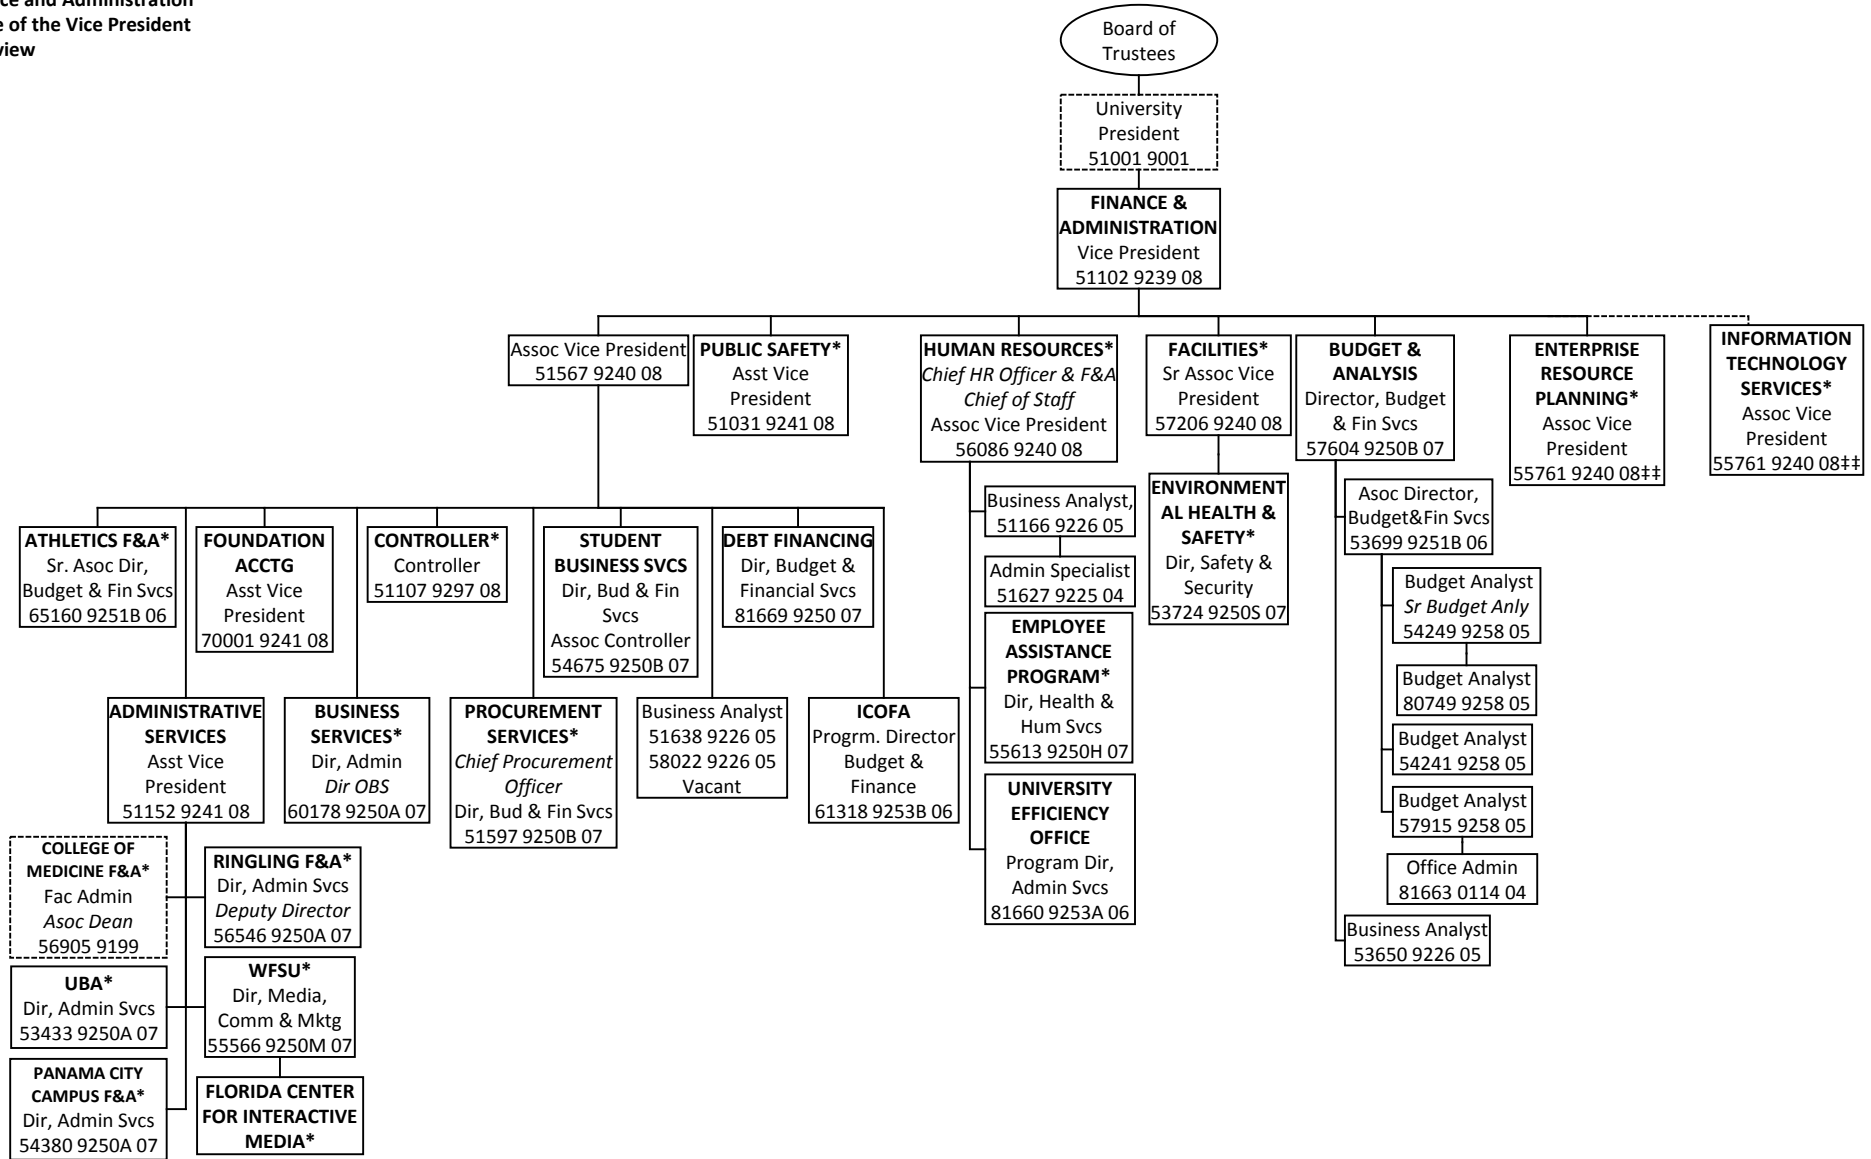 ce and Administration
e of the Vice President
view
Board of
Trustees
University
President
51001 9001
FINANCE &
ADMINISTRATION
Vice President
51102 9239 08
Assoc Vice President
51567 9240 08
PUBLIC SAFETY*
Asst Vice
President
51031 9241 08
HUMAN RESOURCES*
Chief HR Officer & F&A
Chief of Staff
Assoc Vice President
56086 9240 08
FACILITIES*
Sr Assoc Vice
President
57206 9240 08
BUDGET &
ANALYSIS
Director, Budget
& Fin Svcs
57604 9250B 07
ENTERPRISE
RESOURCE
PLANNING*
Assoc Vice
President
55761 9240 08‡‡
INFORMATION
TECHNOLOGY
SERVICES*
Assoc Vice
President
55761 9240 08‡‡
ATHLETICS F&A*
Sr. Asoc Dir,
Budget & Fin Svcs
65160 9251B 06
FOUNDATION
ACCTG
Asst Vice
President
70001 9241 08
CONTROLLER*
Controller
51107 9297 08
STUDENT
BUSINESS SVCS
Dir, Bud & Fin
Svcs
Assoc Controller
54675 9250B 07
DEBT FINANCING
Dir, Budget &
Financial Svcs
81669 9250 07
Business Analyst,
51166 9226 05
Admin Specialist
51627 9225 04
EMPLOYEE
ASSISTANCE
PROGRAM*
Dir, Health &
Hum Svcs
55613 9250H 07
UNIVERSITY
EFFICIENCY
OFFICE
Program Dir,
Admin Svcs
81660 9253A 06
ENVIRONMENT
AL HEALTH &
SAFETY*
Dir, Safety &
Security
53724 9250S 07
Asoc Director,
Budget&Fin Svcs
53699 9251B 06
Budget Analyst
Sr Budget Anly
54249 9258 05
Budget Analyst
80749 9258 05
Budget Analyst
54241 9258 05
Budget Analyst
57915 9258 05
Office Admin
81663 0114 04
Business Analyst
53650 9226 05
ADMINISTRATIVE
SERVICES
Asst Vice
President
51152 9241 08
BUSINESS
SERVICES*
Dir, Admin
Dir OBS
60178 9250A 07
PROCUREMENT
SERVICES*
Chief Procurement
Officer
Dir, Bud & Fin Svcs
51597 9250B 07
Business Analyst
51638 9226 05
58022 9226 05
Vacant
ICOFA
Progrm. Director
Budget &
Finance
61318 9253B 06
COLLEGE OF
MEDICINE F&A*
Fac Admin
Asoc Dean
56905 9199
RINGLING F&A*
Dir, Admin Svcs
Deputy Director
56546 9250A 07
UBA*
Dir, Admin Svcs
53433 9250A 07
WFSU*
Dir, Media,
Comm & Mktg
55566 9250M 07
PANAMA CITY
CAMPUS F&A*
Dir, Admin Svcs
54380 9250A 07
FLORIDA CENTER
FOR INTERACTIVE
MEDIA*